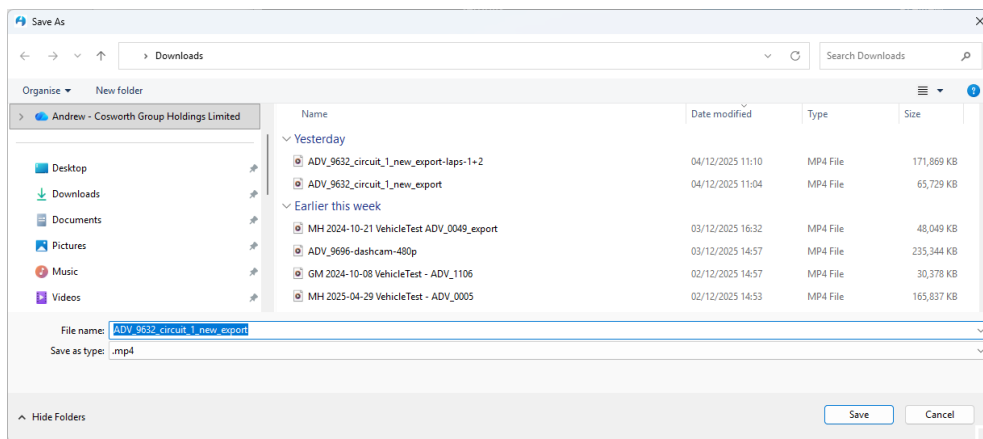 Save As
Downloads
Search Downloads
Organise New folder
Andrew - Cosworth Group Holdings Limited
Desktop
Downloads
Documents
Pictures
Music
Videos
Name Date modified Type Size
Yesterday
ADV_9632_circuit_1_new_export-laps-1+2 04/12/2025 11:10 MP4 File 171,869 KB
ADV_9632_circuit_1_new_export 04/12/2025 11:04 MP4 File 65,729 KB
Earlier this week
MH 2024-10-21 VehicleTest ADV_0049_export 03/12/2025 16:32 MP4 File 48,049 KB
ADV_9696-dashcam-480p 03/12/2025 14:57 MP4 File 235,344 KB
GM 2024-10-08 VehicleTest - ADV_1106 02/12/2025 14:57 MP4 File 30,378 KB
MH 2025-04-29 VehicleTest - ADV_0005 02/12/2025 14:53 MP4 File 165,837 KB
File name: ADV_9632_circuit_1_new_export
Save as type: .mp4
Hide Folders
Save Cancel